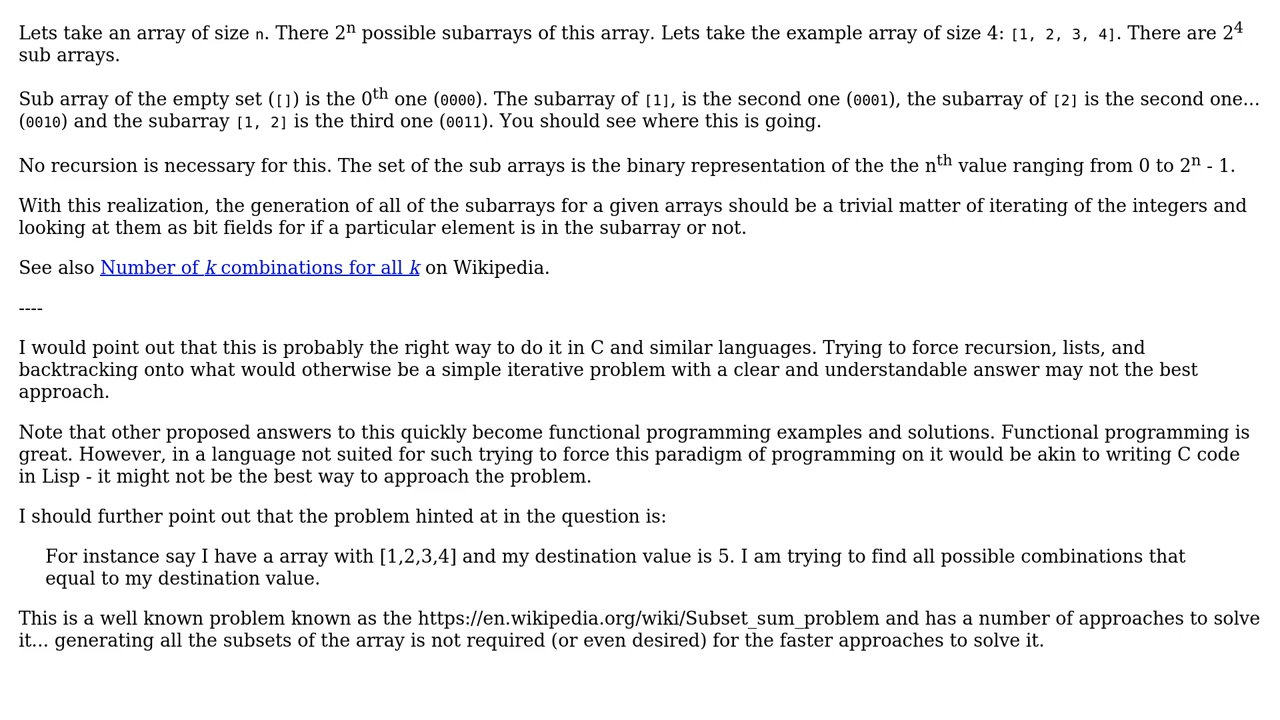 Lets take an array of size n. There 2n possible subarrays of this array. Lets take the example array of size 4: [1, 2, 3, 4]. There are 24
sub arrays.
Sub array of the empty set ([]) is the 0th one (0000). The subarray of [1], is the second one (0001), the subarray of [2] is the second one...
(0010) and the subarray [1, 2] is the third one (0011). You should see where this is going.
No recursion is necessary for this. The set of the sub arrays is the binary representation of the the nth value ranging from 0 to 2n - 1.
With this realization, the generation of all of the subarrays for a given arrays should be a trivial matter of iterating of the integers and
looking at them as bit fields for if a particular element is in the subarray or not.
See also Number of k combinations for all k on Wikipedia.
----
I would point out that this is probably the right way to do it in C and similar languages. Trying to force recursion, lists, and
backtracking onto what would otherwise be a simple iterative problem with a clear and understandable answer may not the best
approach.
Note that other proposed answers to this quickly become functional programming examples and solutions. Functional programming is
great. However, in a language not suited for such trying to force this paradigm of programming on it would be akin to writing C code
in Lisp - it might not be the best way to approach the problem.
I should further point out that the problem hinted at in the question is:
For instance say I have a array with [1,2,3,4] and my destination value is 5. I am trying to find all possible combinations that
equal to my destination value.
This is a well known problem known as the https://en.wikipedia.org/wiki/Subset_sum_problem and has a number of approaches to solve
it... generating all the subsets of the array is not required (or even desired) for the faster approaches to solve it.